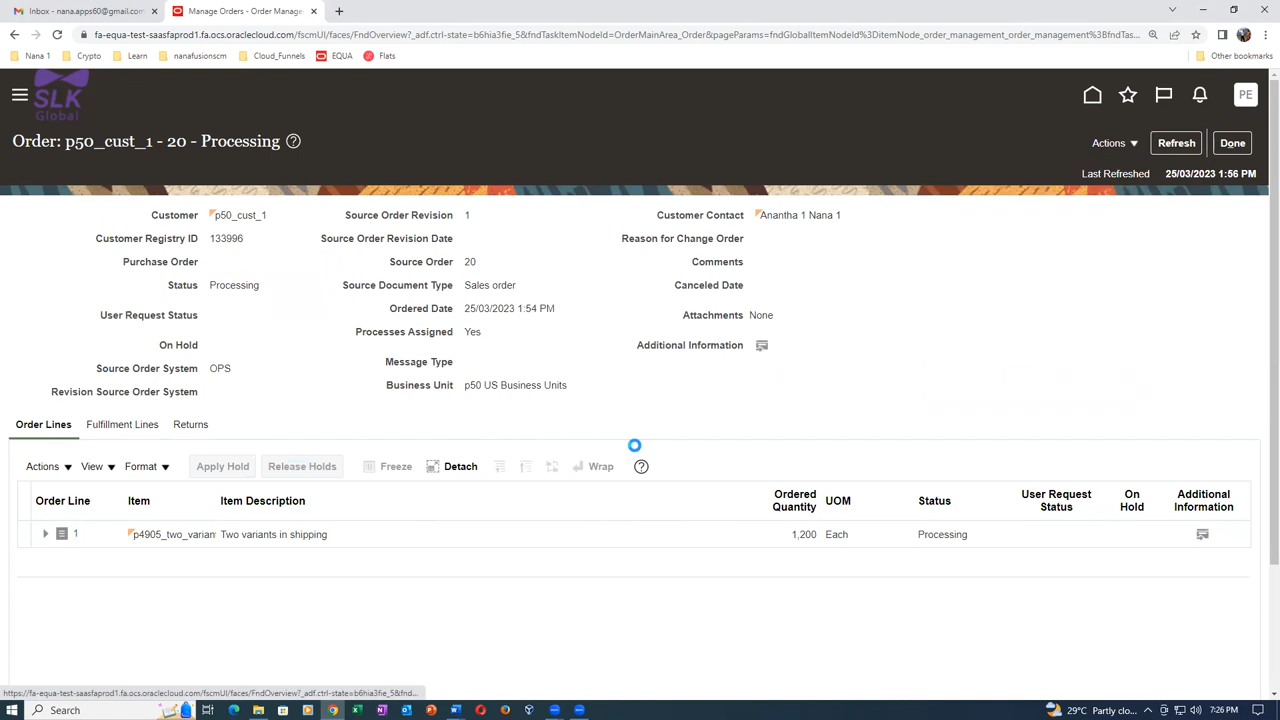 Inbox - nana.apps60@gmail.com
Manage Orders - Order Manage
fa-equa-test-saasfaprod1.fa.ocs.oraclecloud.com/fscmUI/faces/FndOverview?_adf.ctrl-state=b6hia3fie_5&fndTaskItemNodeId=OrderMainArea_Order&pageParams=fndGlobalItemNodeId%3DitemNode_order_management_order_management%3BfndTas...
Nana 1 Crypto Learn nanafusionscm Cloud_Funnels EQUA Flats Other bookmarks
SLK
Global
PE
Order: p50_cust_1 - 20 - Processing
Actions Refresh Done
Last Refreshed 25/03/2023 1:56 PM
Customer p50_cust_1 Source Order Revision 1 Customer Contact Anantha 1 Nana 1
Customer Registry ID 133996 Source Order Revision Date Reason for Change Order
Purchase Order Source Order 20 Comments
Status Processing Source Document Type Sales order Canceled Date
Ordered Date 25/03/2023 1:54 PM
User Request Status Attachments None
Processes Assigned Yes
On Hold Additional Information
Message Type
Source Order System OPS
Business Unit p50 US Business Units
Revision Source Order System
Order Lines Fulfillment Lines Returns
Actions View Format Apply Hold Release Holds Freeze Detach Wrap
Order Line Item Item Description Ordered Quantity UOM Status User Request Status On Hold Additional Information
1 p4905_two_varian Two variants in shipping 1,200 Each Processing
https://fa-equa-test-saasfaprod1.fa.ocs.oraclecloud.com/fscmUI/faces/FndOverview?_adf.ctrl-state=b6hia3fie_5&fnd...
Search 29°C Partly clo... 7:26 PM